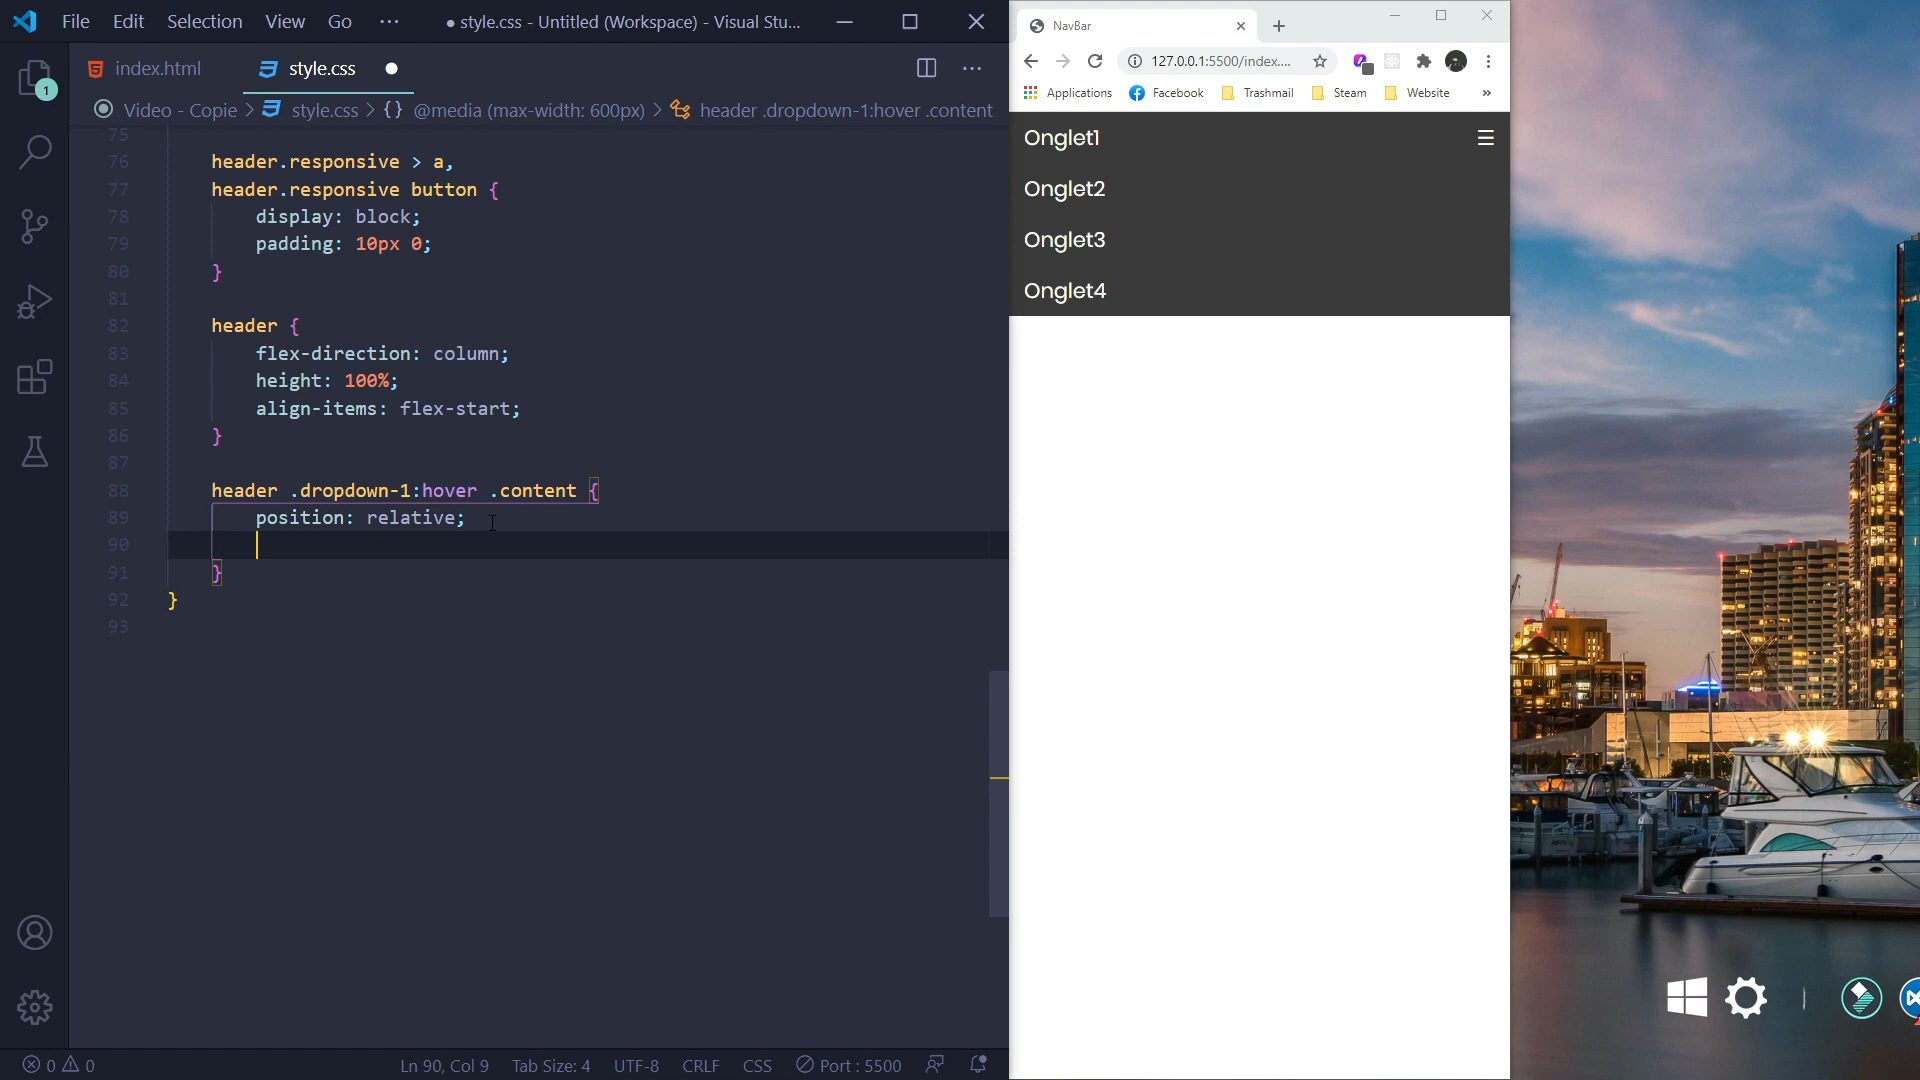 File Edit Selection View Go ··· ● style.css - Untitled (Workspace) - Visual Stu...
index.html style.css ●
Video - Copie > style.css > {} @media (max-width: 600px) > header .dropdown-1:hover .content
75
76 header.responsive > a,
77 header.responsive button {
78 display: block;
79 padding: 10px 0;
80 }
81
82 header {
83 flex-direction: column;
84 height: 100%;
85 align-items: flex-start;
86 }
87
88 header .dropdown-1:hover .content {
89 position: relative;
90
91 }
92 }
93
1
0 0 Ln 90, Col 9 Tab Size: 4 UTF-8 CRLF CSS Port : 5500
NavBar
127.0.0.1:5500/index....
Applications Facebook Trashmail Steam Website »
Onglet1 ☰
Onglet2
Onglet3
Onglet4